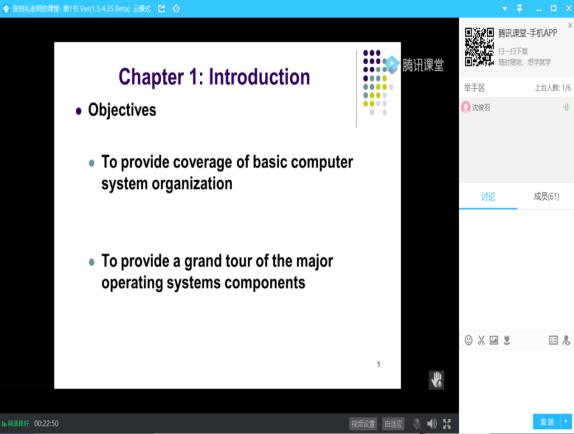 张柏礼老师的课堂- 第1节 Ver(1.5.4.35 Beta) 云模式
腾讯课堂
Chapter 1: Introduction
Objectives
To provide coverage of basic computer
system organization
To provide a grand tour of the major
operating systems components
5
网络良好 00:22:50
视频设置 自适应
腾讯课堂-手机APP
扫一扫下载
随时随地，想学就学
举手区 上台人数: 1/6
沈俊羽
讨论 成员(61)
发送